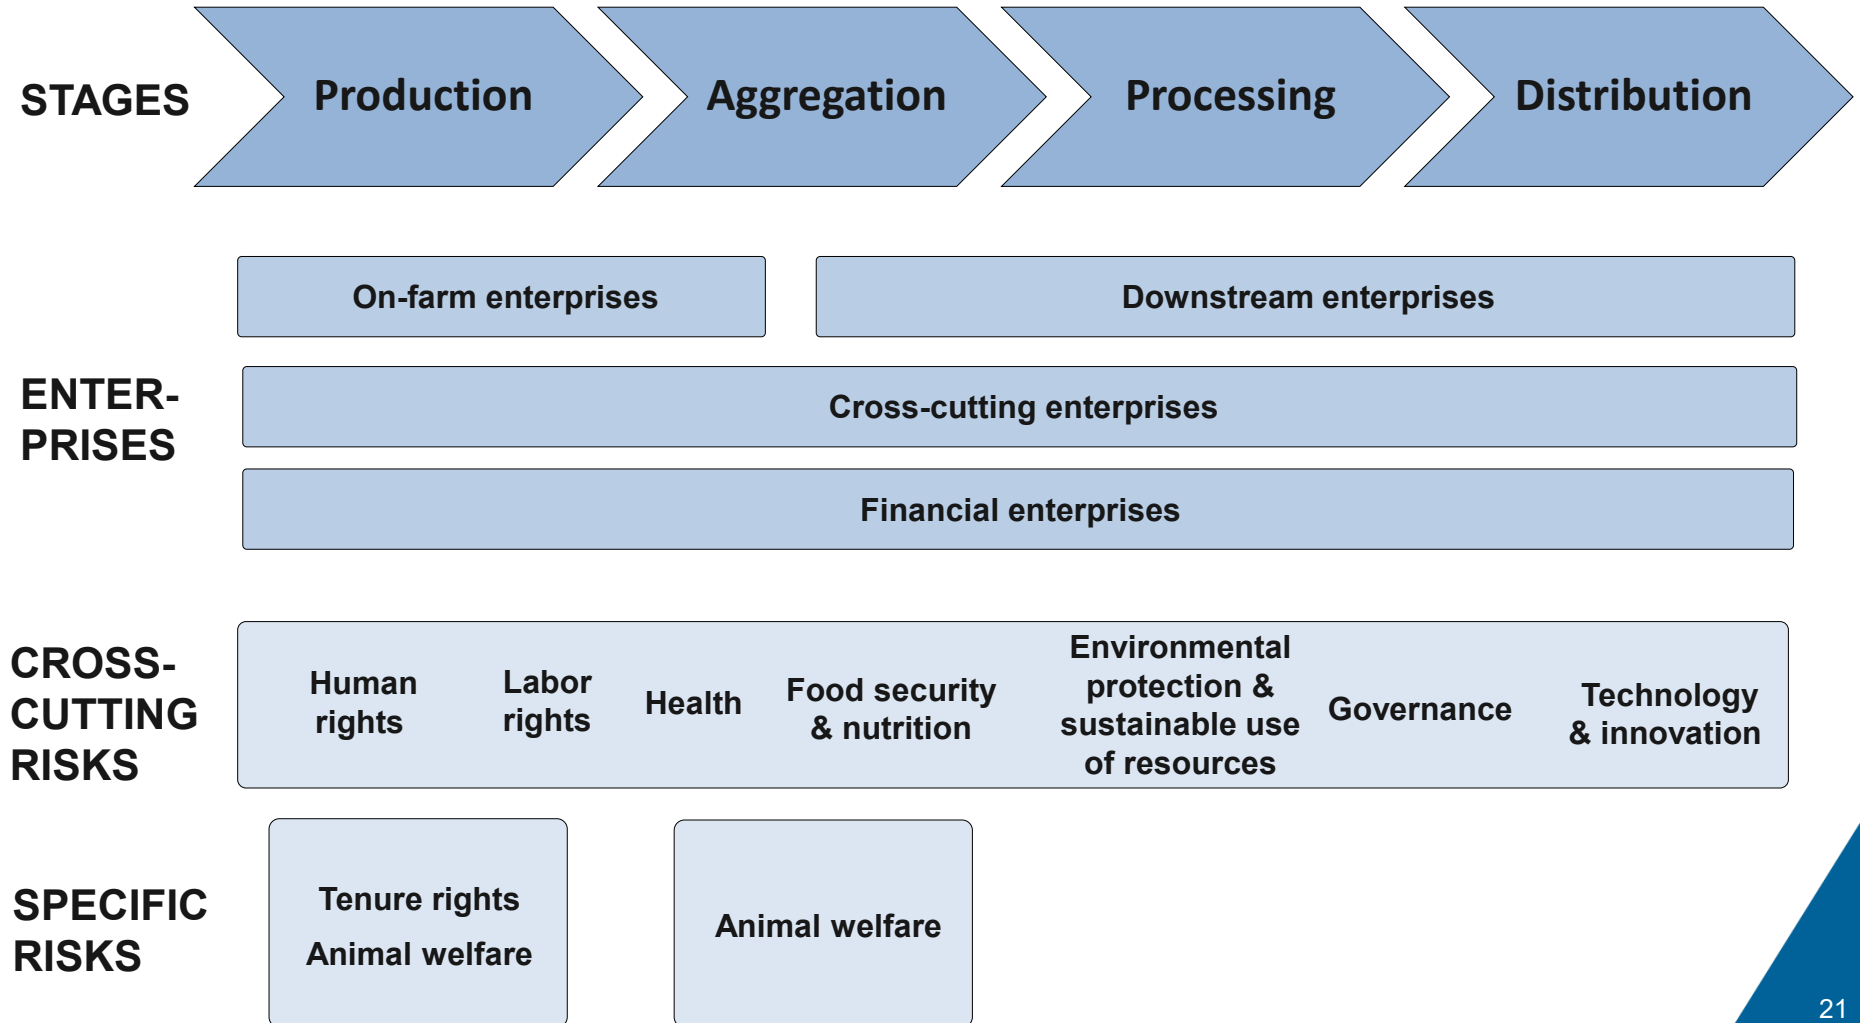 STAGES
Production
Aggregation
Processing
Distribution
On-farm enterprises
Downstream enterprises
ENTER-
PRISES
Cross-cutting enterprises
Financial enterprises
CROSS-
CUTTING
RISKS
Human
rights
Labor
rights
Health
Food security
& nutrition
Environmental
protection &
sustainable use
of resources
Governance
Technology
& innovation
SPECIFIC
RISKS
Tenure rights
Animal welfare
Animal welfare
21